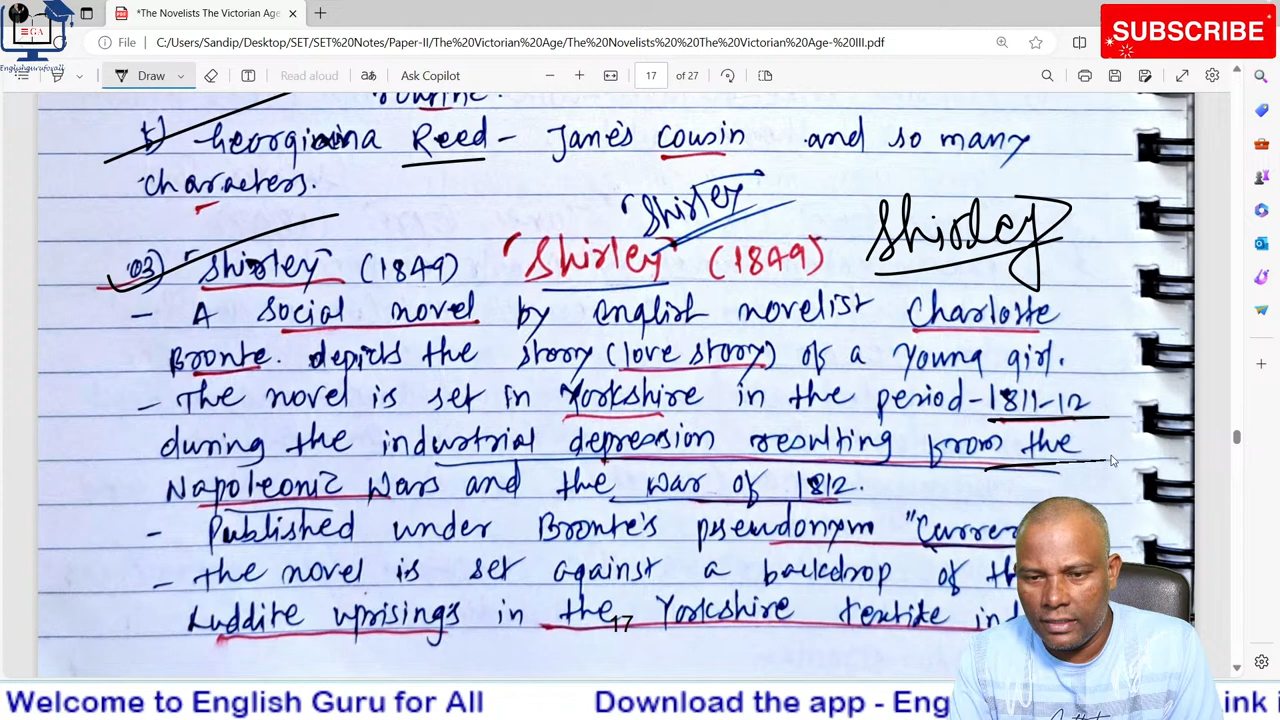 *The Novelists The Victorian Age
SUBSCRIBE
EGA
Englishguruforall
File
C:/Users/Sandip/Desktop/SET/SET%20Notes/Paper-II/The%20Victorian%20Age/The%20Novelists%20%20The%20Victorian%20Age-%20III.pdf
Draw
Read aloud
Ask Copilot
17 of 27
routine.
Georgiana Reed - Jane's cousin and so many
characters.
"Shirley
Shirley
03) "Shirley" (1849) "Shirley" (1849)
- A social novel by english novelist Charlotte
Bronte. depicts the story (love story) of a young girl.
- The novel is set in Yorkshire in the period-1811-12
during the industrial depression resulting from the
Napoleonic Wars and the war of 1812.
- Published under Bronte's pseudonym "Currer
- the novel is set against a backdrop of th
Luddite uprisings in the Yorkshire textile ind
17
Welcome to English Guru for All Download the app - Eng
ink i